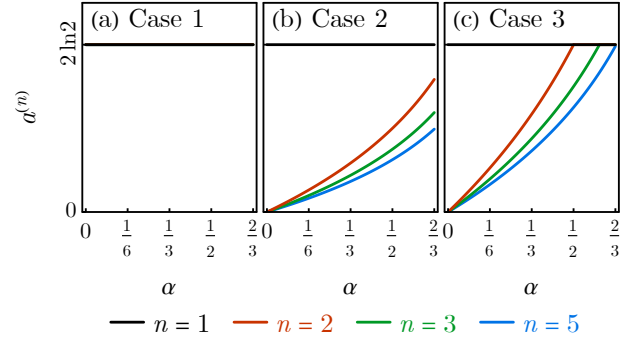 (a) Case 1 (b) Case 2 (c) Case 3
2 ln2
a^{(n)}
0
0 1/6 1/3 1/2 2/3 0 1/6 1/3 1/2 2/3 0 1/6 1/3 1/2 2/3
α α α
n = 1 n = 2 n = 3 n = 5